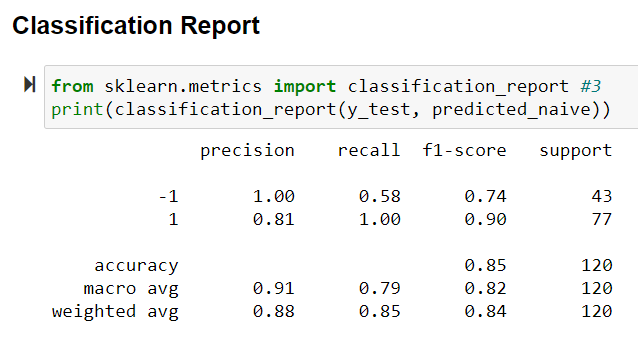 Classification Report
from sklearn.metrics import classification_report #3
print(classification_report(y_test, predicted_naive))
precision recall f1-score support
-1 1.00 0.58 0.74 43
1 0.81 1.00 0.90 77
accuracy 0.85 120
macro avg 0.91 0.79 0.82 120
weighted avg 0.88 0.85 0.84 120